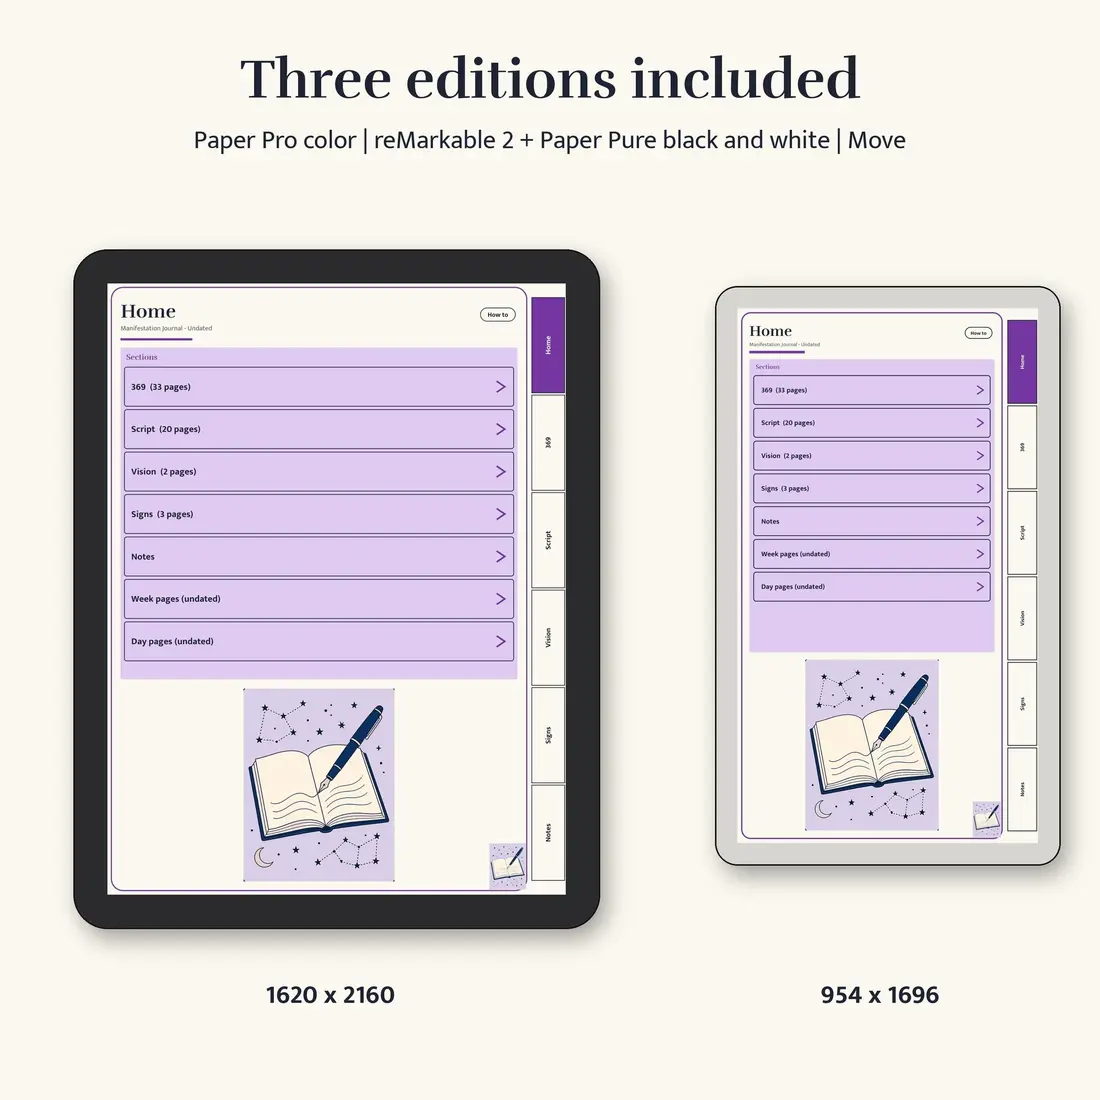 Three editions included
Paper Pro color | reMarkable 2 + Paper Pure black and white | Move
Home
How to
Manifestation Journal - Undated
Sections
369 (33 pages)
Script (20 pages)
Vision (2 pages)
Signs (3 pages)
Notes
Week pages (undated)
Day pages (undated)
Home
369
Script
Vision
Signs
Notes
Home
How to
Manifestation Journal - Undated
Sections
369 (33 pages)
Script (20 pages)
Vision (2 pages)
Signs (3 pages)
Notes
Week pages (undated)
Day pages (undated)
Home
369
Script
Vision
Signs
Notes
1620 x 2160
954 x 1696